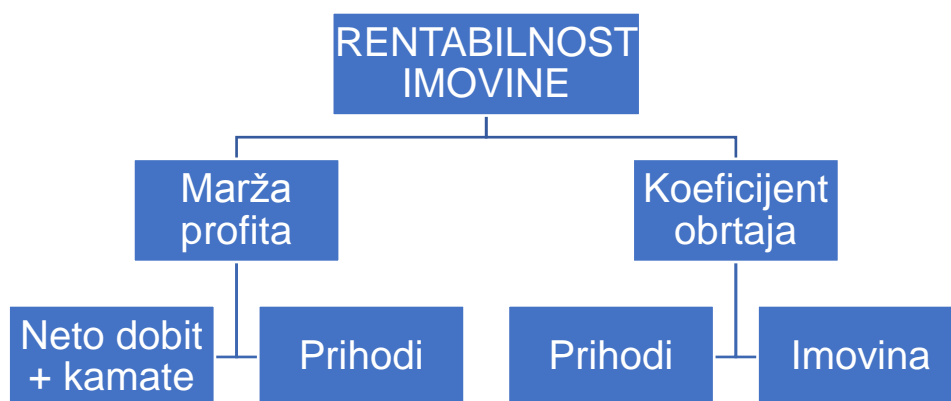 RENTABILNOST
IMOVINE
Marža
profita
Koeficijent
obrtaja
Neto dobit
+ kamate
Prihodi
Prihodi
Imovina